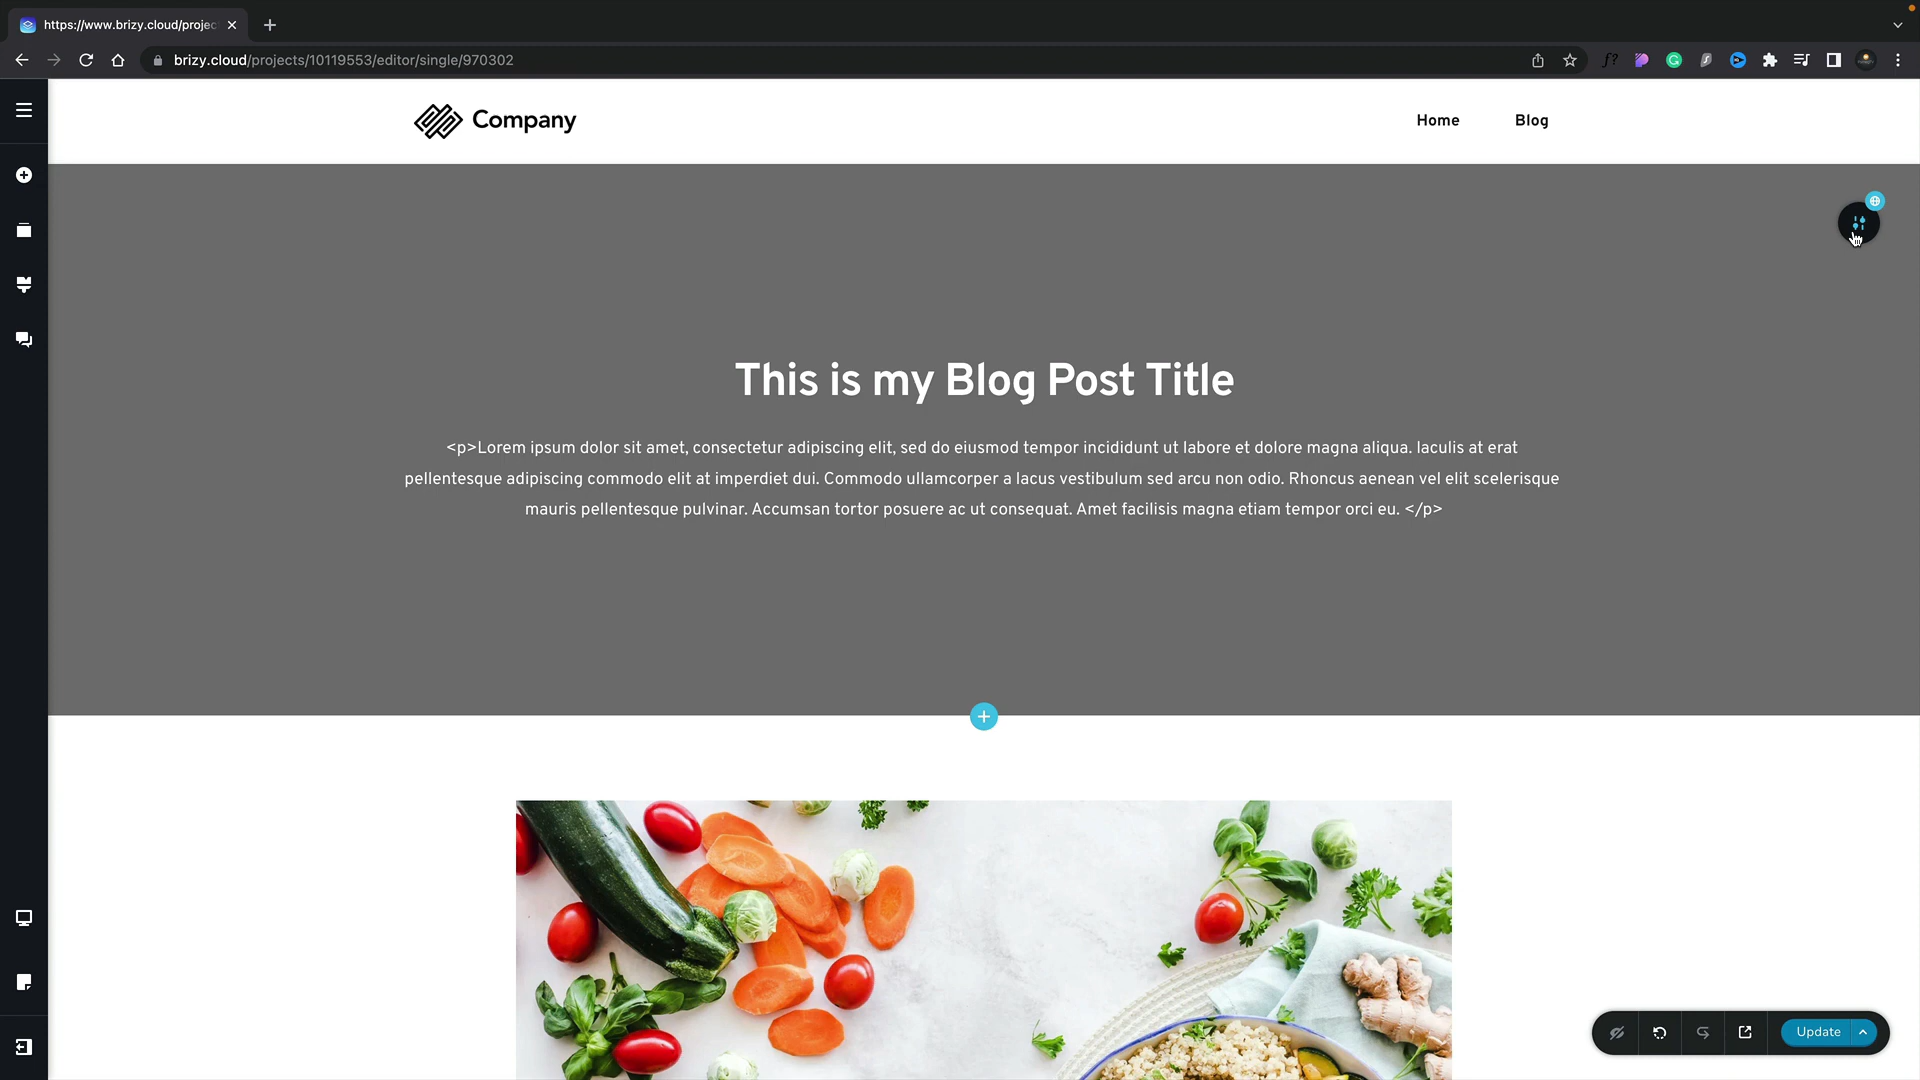 https://www.brizy.cloud/projec
brizy.cloud/projects/10119553/editor/single/970302
f?
Company
Home
Blog
This is my Blog Post Title
<p>Lorem ipsum dolor sit amet, consectetur adipiscing elit, sed do eiusmod tempor incididunt ut labore et dolore magna aliqua. Iaculis at erat
pellentesque adipiscing commodo elit at imperdiet dui. Commodo ullamcorper a lacus vestibulum sed arcu non odio. Rhoncus aenean vel elit scelerisque
mauris pellentesque pulvinar. Accumsan tortor posuere ac ut consequat. Amet facilisis magna etiam tempor orci eu. </p>
Update